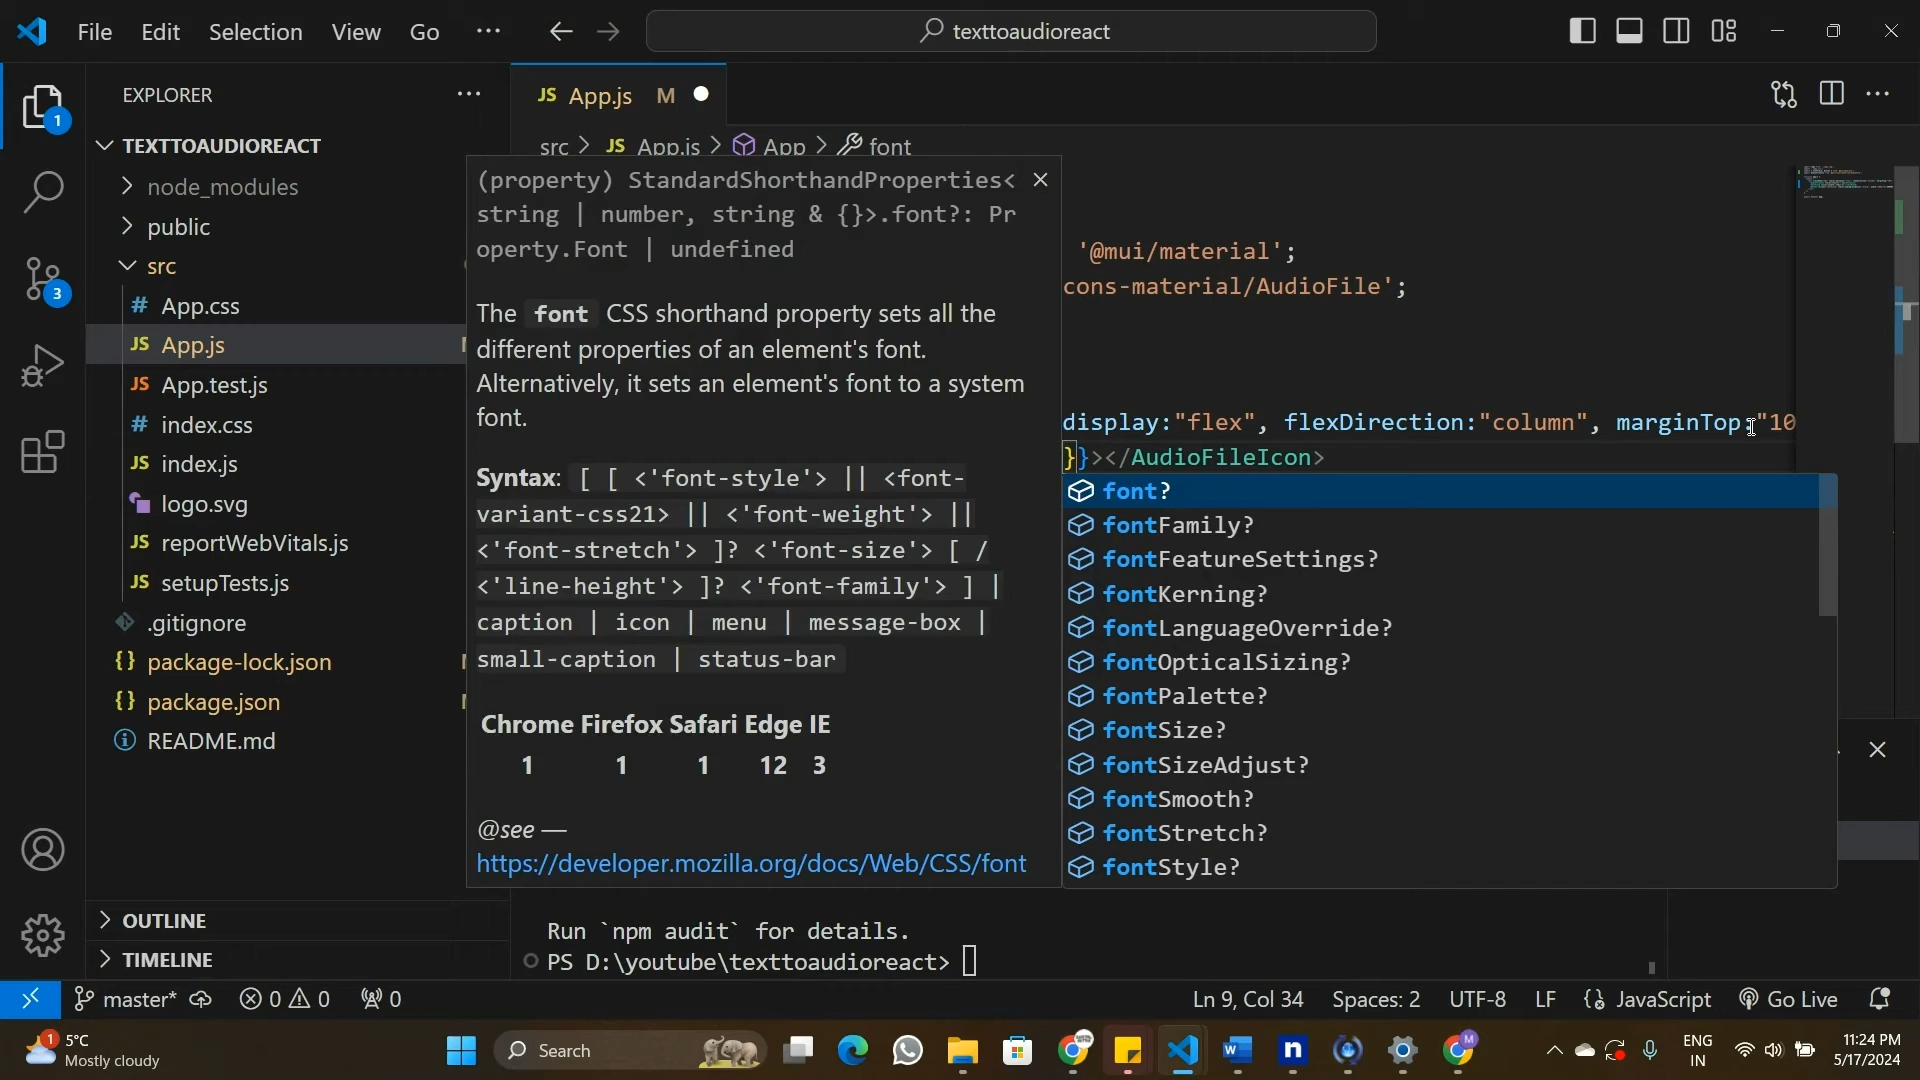 File Edit Selection View Go ··· texttoaudioreact
EXPLORER ···
JS App.js M
1
TEXTTOAUDIOREACT
src > JS App.js > App > font
node_modules
public
src
# App.css
JS App.js
JS App.test.js
# index.css
JS index.js
logo.svg
JS reportWebVitals.js
JS setupTests.js
.gitignore
{} package-lock.json
{} package.json
README.md
3
OUTLINE
TIMELINE
(property) StandardShorthandProperties<
string | number, string & {}>.font?: Pr
operty.Font | undefined
The font CSS shorthand property sets all the
different properties of an element's font.
Alternatively, it sets an element's font to a system
font.
Syntax: [ [ <'font-style'> || <font-
variant-css21> || <'font-weight'> ||
<'font-stretch'> ]? <'font-size'> [ /
<'line-height'> ]? <'font-family'> ] |
caption | icon | menu | message-box |
small-caption | status-bar
Chrome Firefox Safari Edge IE
1 1 1 12 3
@see —
https://developer.mozilla.org/docs/Web/CSS/font
'@mui/material';
cons-material/AudioFile';
display:"flex", flexDirection:"column", marginTop:"10
}}></AudioFileIcon>
font?
fontFamily?
fontFeatureSettings?
fontKerning?
fontLanguageOverride?
fontOpticalSizing?
fontPalette?
fontSize?
fontSizeAdjust?
fontSmooth?
fontStretch?
fontStyle?
Run `npm audit` for details.
PS D:\youtube\texttoaudioreact>
master* 0 0 0 Ln 9, Col 34 Spaces: 2 UTF-8 LF {} JavaScript Go Live
1 5°C
Mostly cloudy
Search
ENG
IN
11:24 PM
5/17/2024